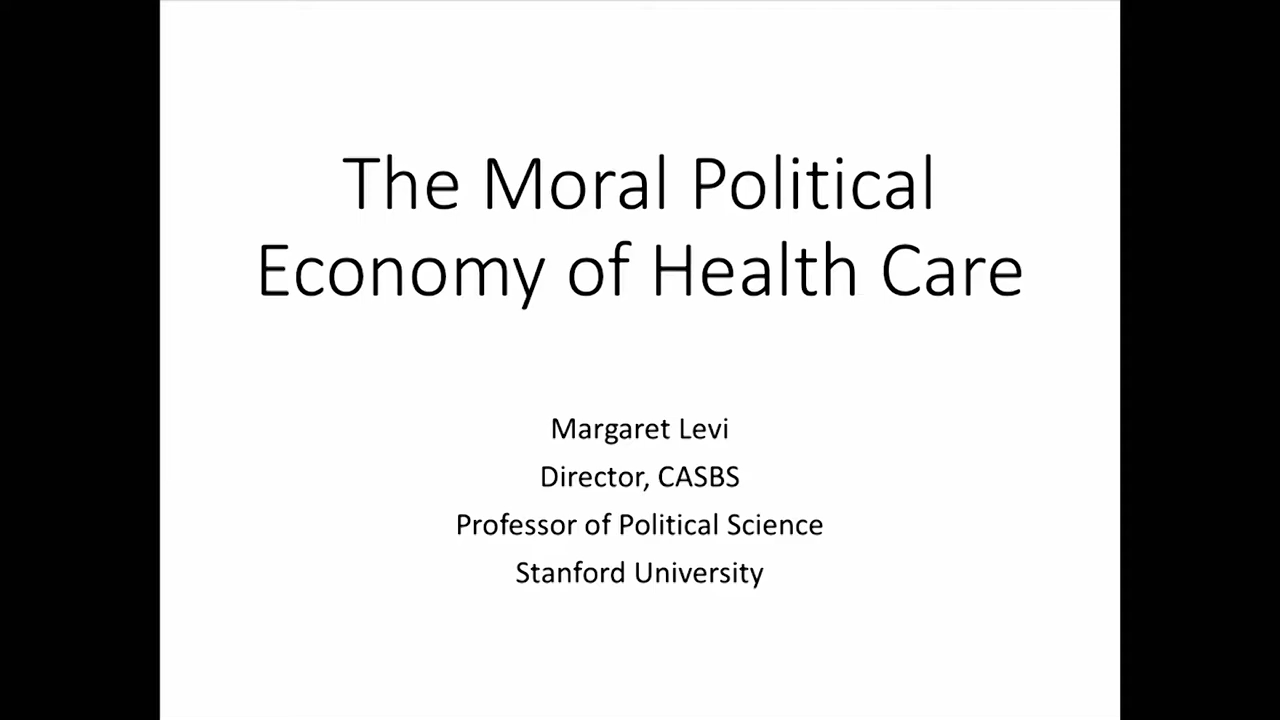 The Moral Political
Economy of Health Care
Margaret Levi
Director, CASBS
Professor of Political Science
Stanford University